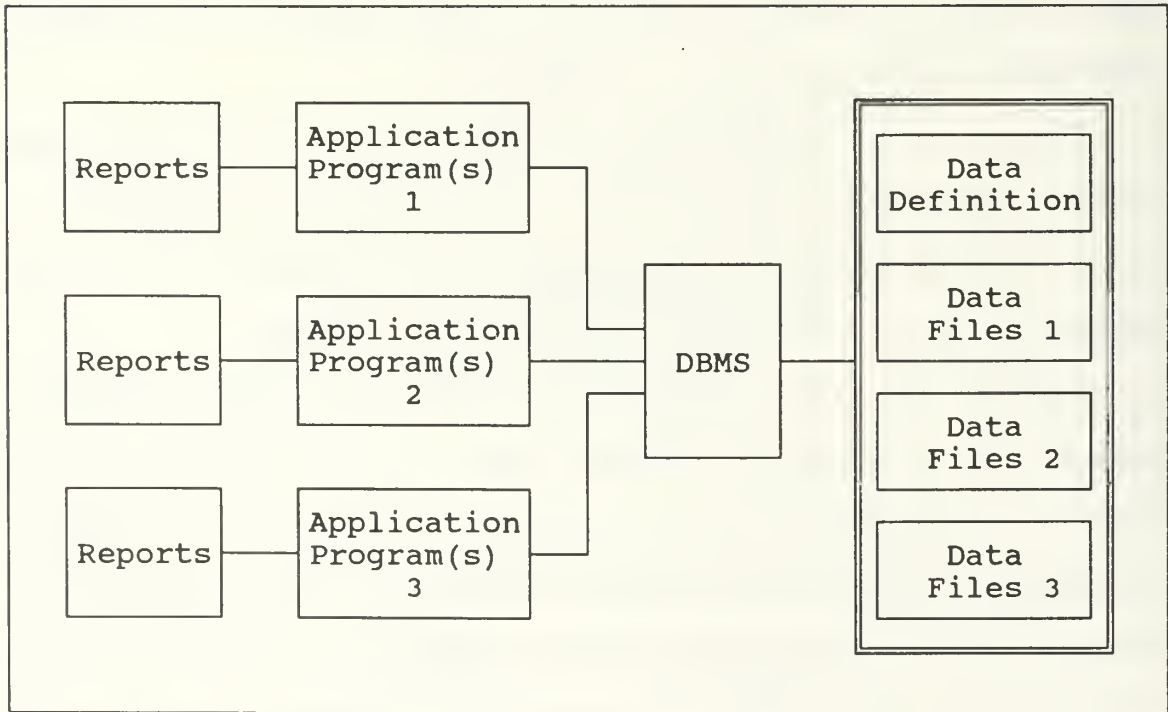 Reports
Application
Program(s)
1
Reports
Application
Program(s)
2
Reports
Application
Program(s)
3
DBMS
Data
Definition
Data
Files 1
Data
Files 2
Data
Files 3